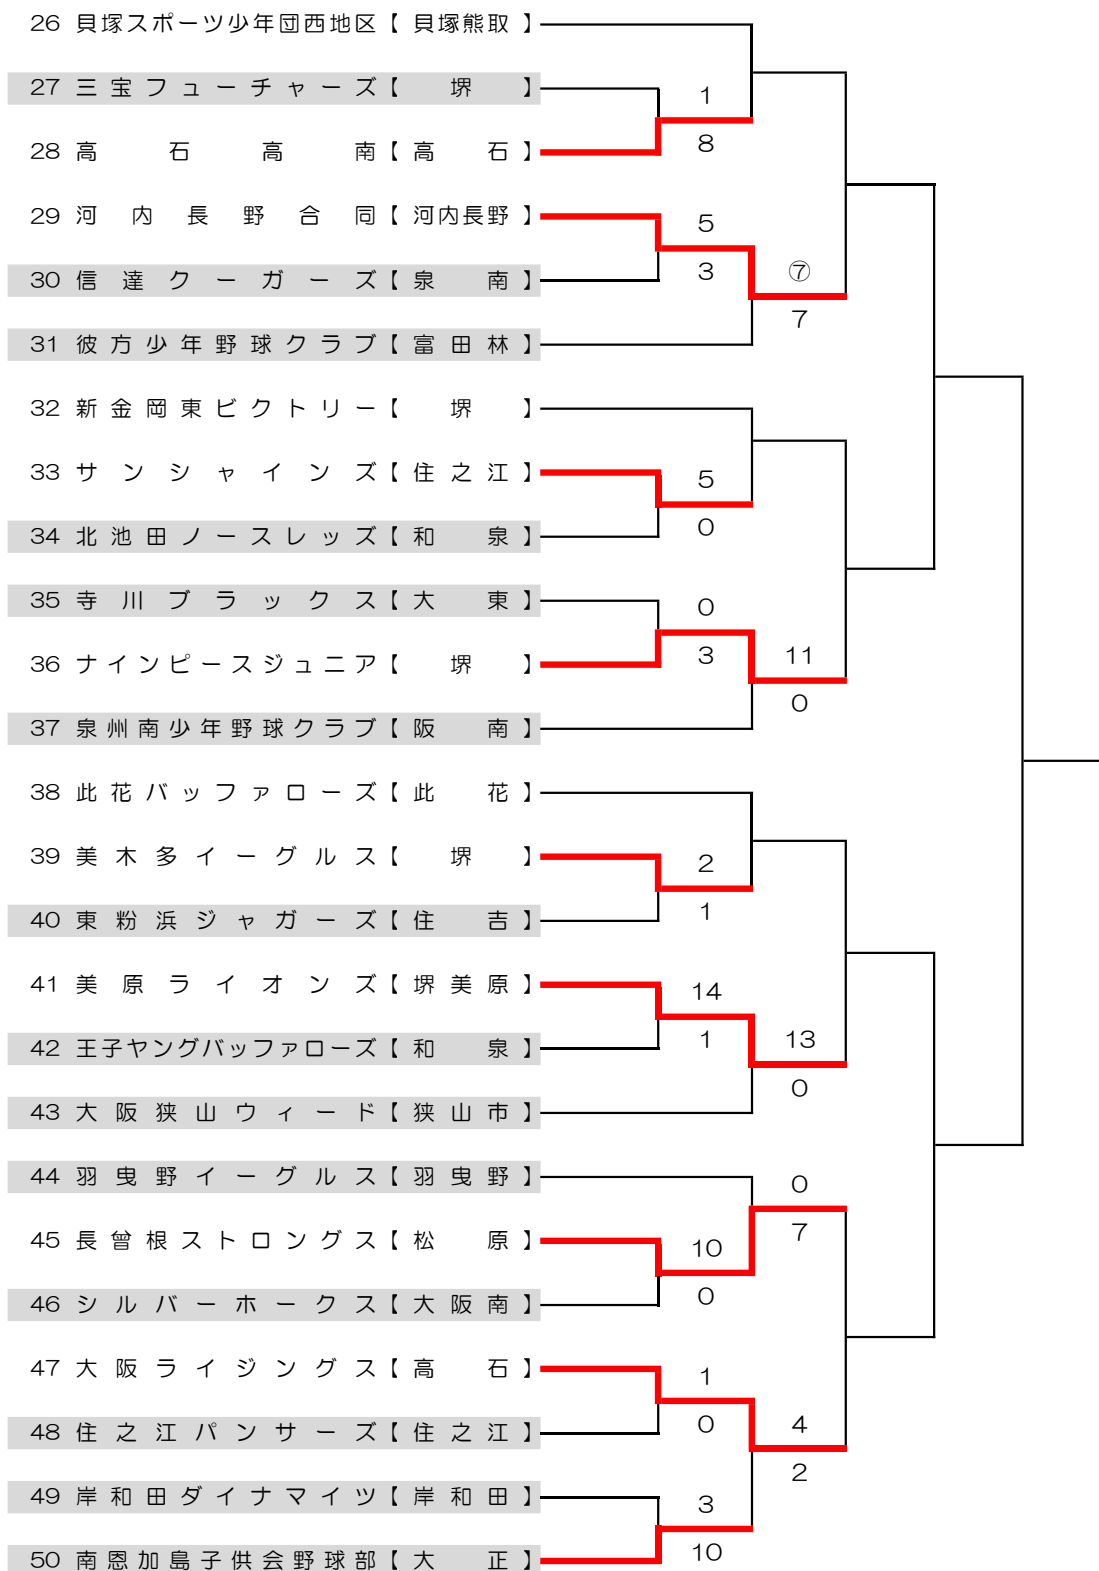 26 貝塚スポーツ少年団西地区【 貝塚熊取 】
27 三宝フューチャーズ【 堺 】
1
8
28 高石高南【 高石 】
29 河内長野合同【 河内長野 】
5
3
30 信達クーガーズ【 泉南 】
⑦
7
31 彼方少年野球クラブ【 富田林 】
32 新金岡東ビクトリー【 堺 】
33 サンシャインズ【 住之江 】
5
0
34 北池田ノースレッズ【 和泉 】
35 寺川ブラックス【 大東 】
0
3
36 ナインピースジュニア【 堺 】
11
0
37 泉州南少年野球クラブ【 阪南 】
38 此花バッファローズ【 此花 】
39 美木多イーグルス【 堺 】
2
1
40 東粉浜ジャガーズ【 住吉 】
41 美原ライオンズ【 堺美原 】
14
1
42 王子ヤングバッファローズ【 和泉 】
13
0
43 大阪狭山ウィード【 狭山市 】
44 羽曳野イーグルス【 羽曳野 】
0
7
45 長曾根ストロングス【 松原 】
10
0
46 シルバーホークス【 大阪南 】
47 大阪ライジングス【 高石 】
1
0
48 住之江パンサーズ【 住之江 】
4
2
49 岸和田ダイナマイツ【 岸和田 】
3
10
50 南恩加島子供会野球部【 大正 】